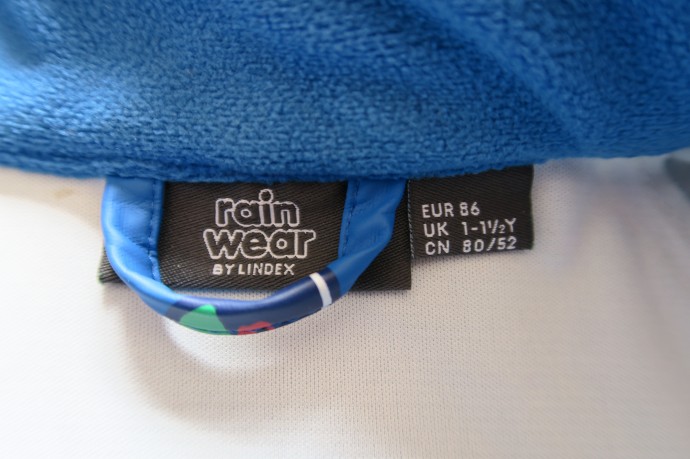 rain
wear
BY LINDEX
EUR 86
UK 1-1½Y
CN 80/52